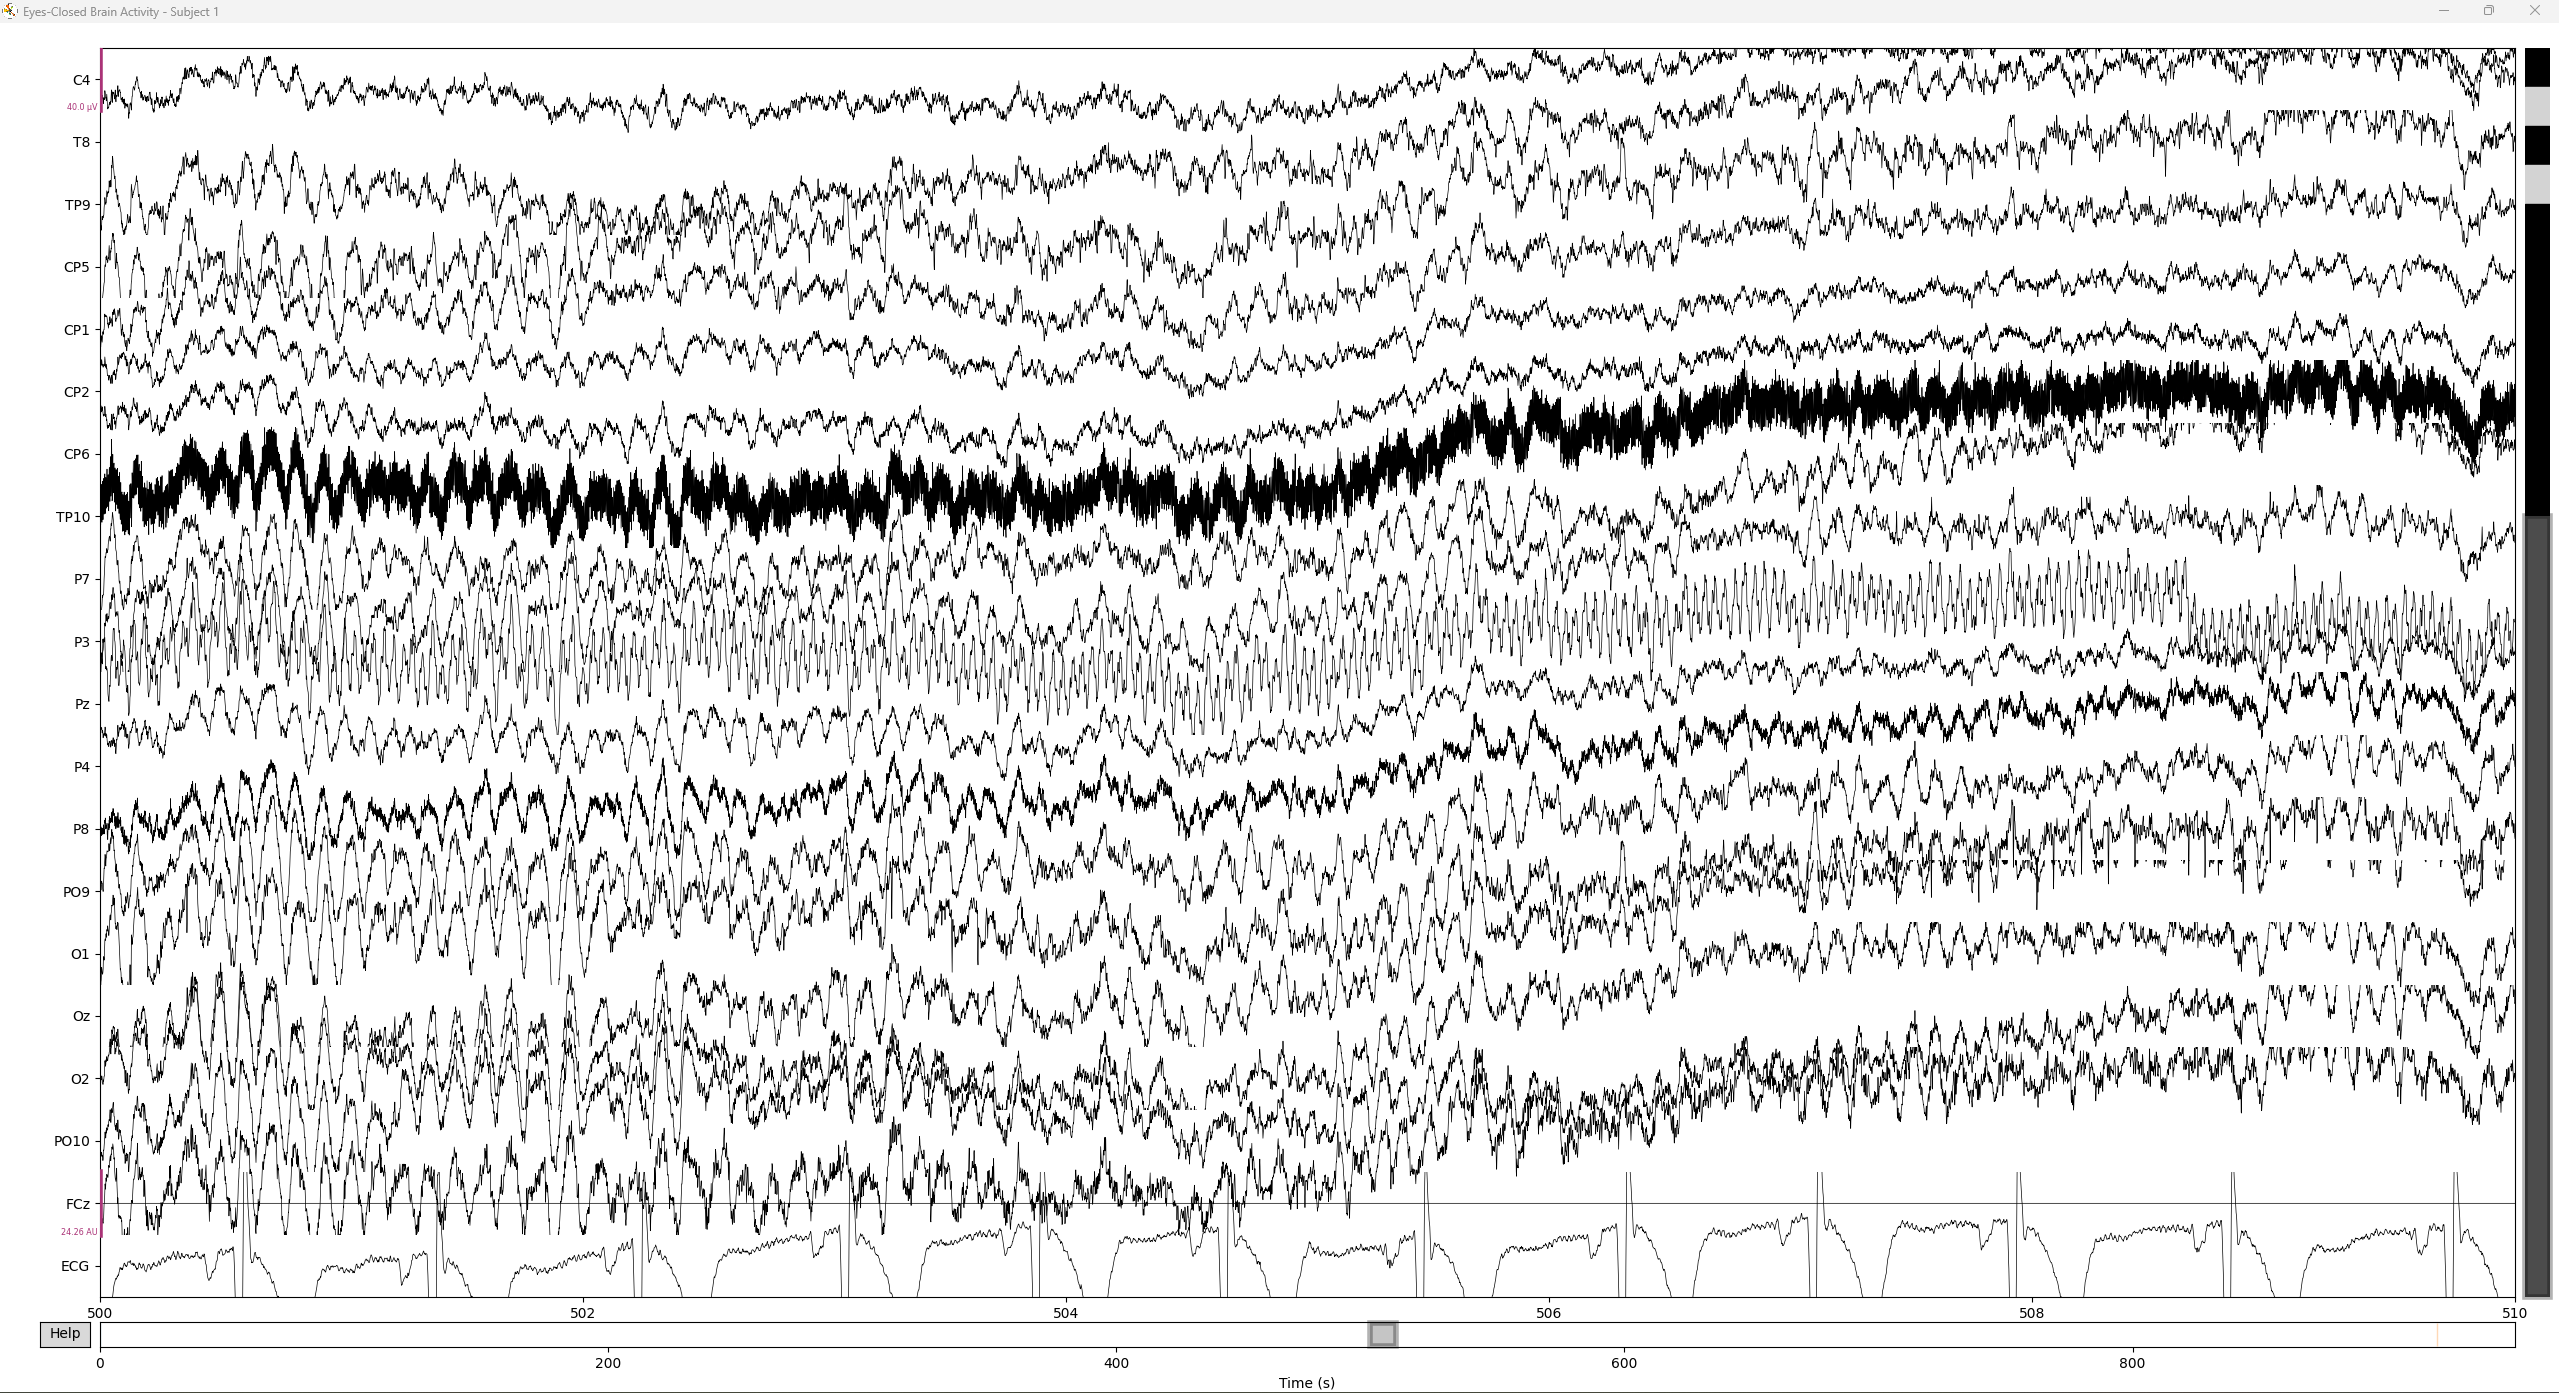 Eyes-Closed Brain Activity - Subject 1
C4
40.0 µV
T8
TP9
CP5
CP1
CP2
CP6
TP10
P7
P3
Pz
P4
P8
PO9
O1
Oz
O2
PO10
FCz
24.26 AU
ECG
500 502 504 506 508 510
Help
0 200 400 600 800
Time (s)